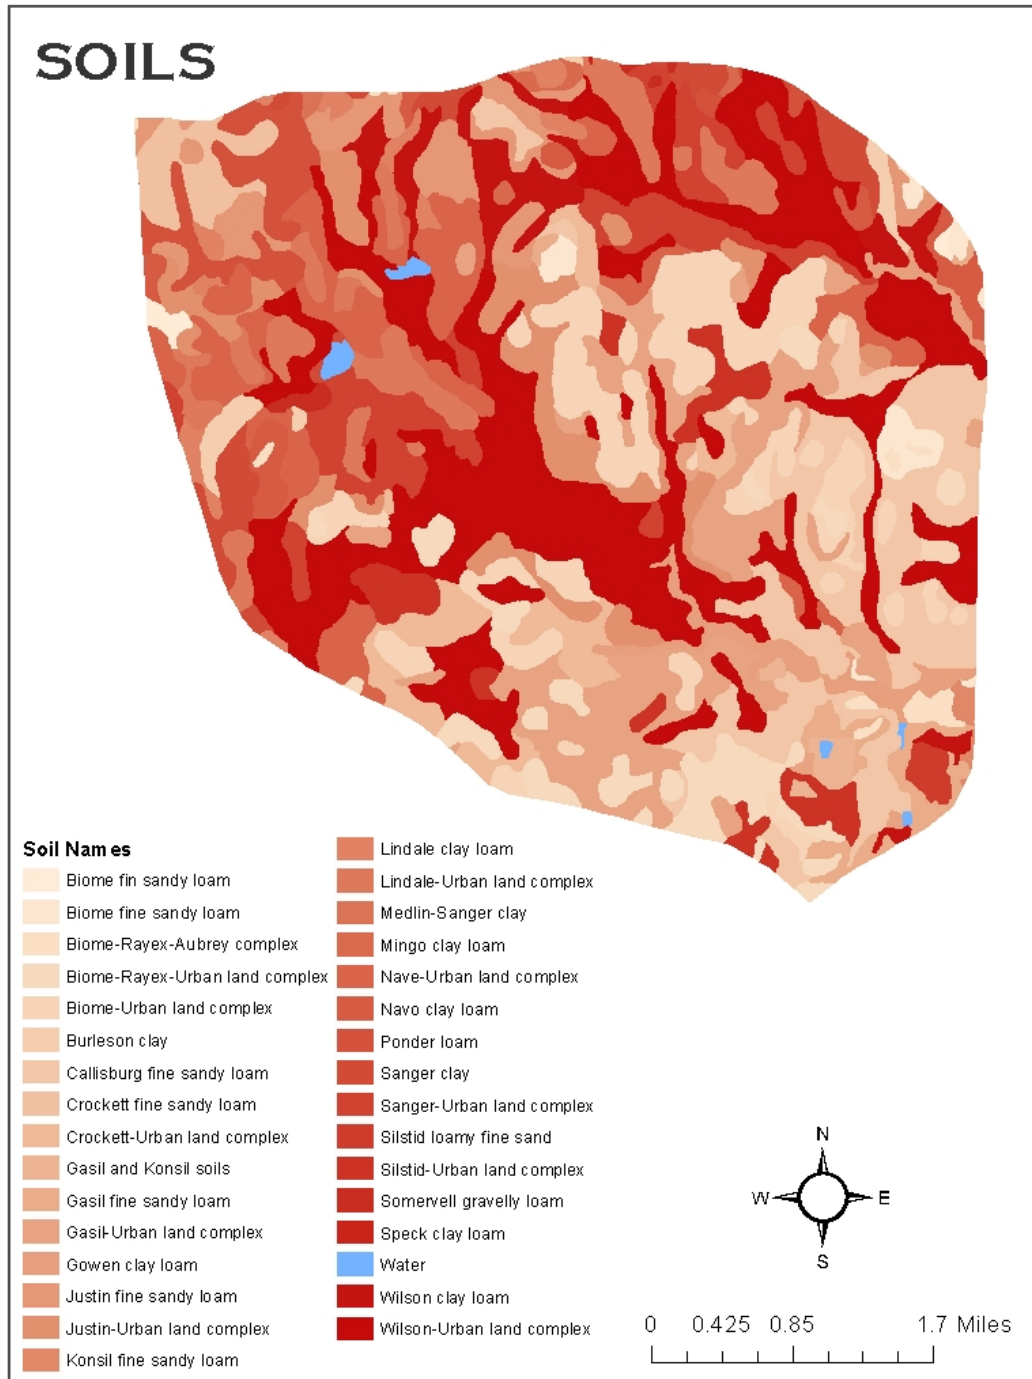 SOILS
Soil Names
Biome fin sandy loam
Biome fine sandy loam
Biome-Rayex-Aubrey complex
Biome-Rayex-Urban land complex
Biome-Urban land complex
Burleson clay
Callisburg fine sandy loam
Crockett fine sandy loam
Crockett-Urban land complex
Gasil and Konsil soils
Gasil fine sandy loam
Gasil-Urban land complex
Gowen clay loam
Justin fine sandy loam
Justin-Urban land complex
Konsil fine sandy loam
Lindale clay loam
Lindale-Urban land complex
Medlin-Sanger clay
Mingo clay loam
Nave-Urban land complex
Navo clay loam
Ponder loam
Sanger clay
Sanger-Urban land complex
Silstid loamy fine sand
Silstid-Urban land complex
Somervell gravelly loam
Speck clay loam
Water
Wilson clay loam
Wilson-Urban land complex
N
W E
S
0 0.425 0.85 1.7 Miles